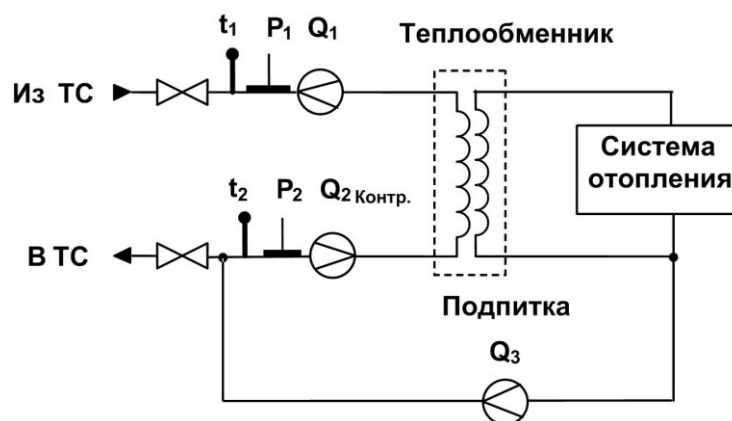 t₁ P₁ Q₁ Теплообменник
Из ТС
Система
отопления
t₂ P₂ Q₂ Контр.
В ТС
Подпитка
Q₃